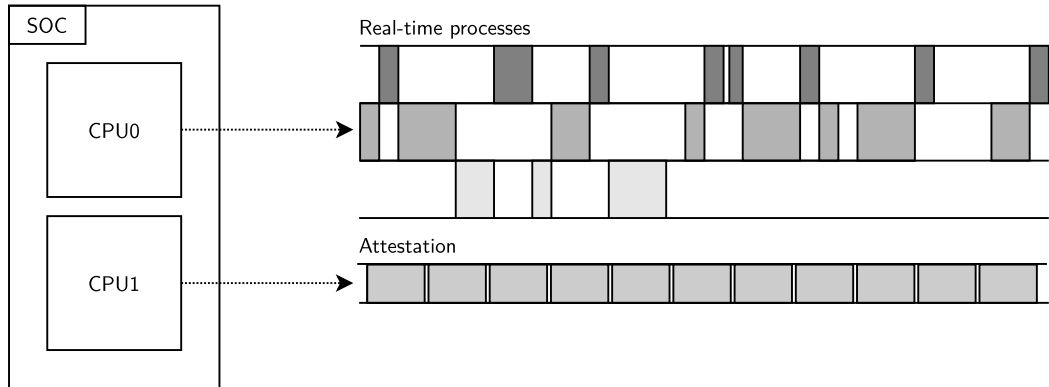 SOC
Real-time processes
CPU0
Attestation
CPU1